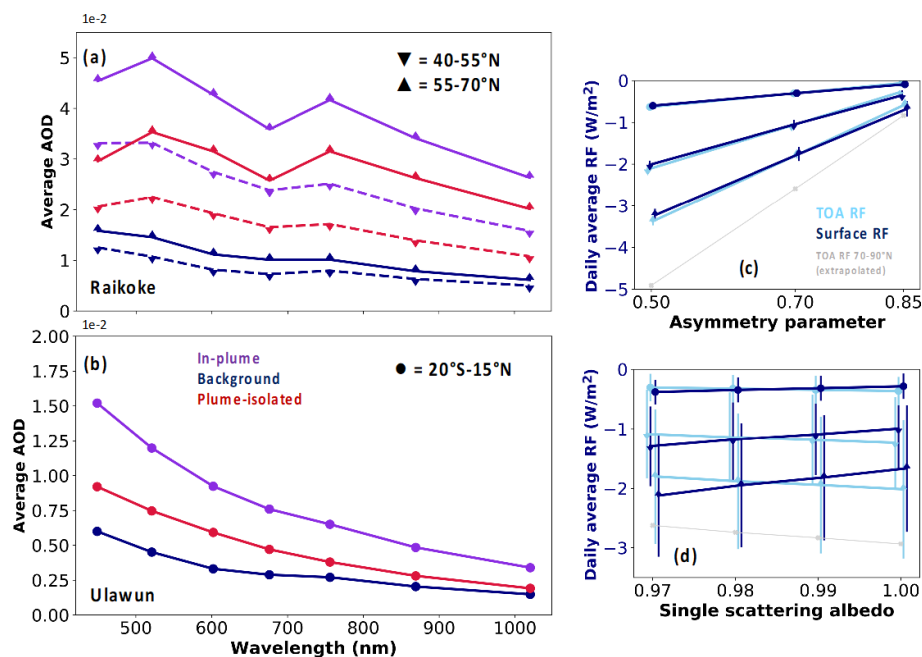 1e-2
(a)
▼ = 40-55°N
▲ = 55-70°N
5
4
3
2
1
0
Average AOD
Raikoke
1e-2
(b)
In-plume
Background
Plume-isolated
● = 20°S-15°N
2.00
1.75
1.50
1.25
1.00
0.75
0.50
0.25
0.00
Average AOD
Ulawun
500 600 700 800 900 1000
Wavelength (nm)
0
−1
−2
−3
−4
−5
Daily average RF (W/m²)
TOA RF
Surface RF
TOA RF 70-90°N
(extrapolated)
(c)
0.50 0.70 0.85
Asymmetry parameter
0
−1
−2
−3
Daily average RF (W/m²)
(d)
0.97 0.98 0.99 1.00
Single scattering albedo